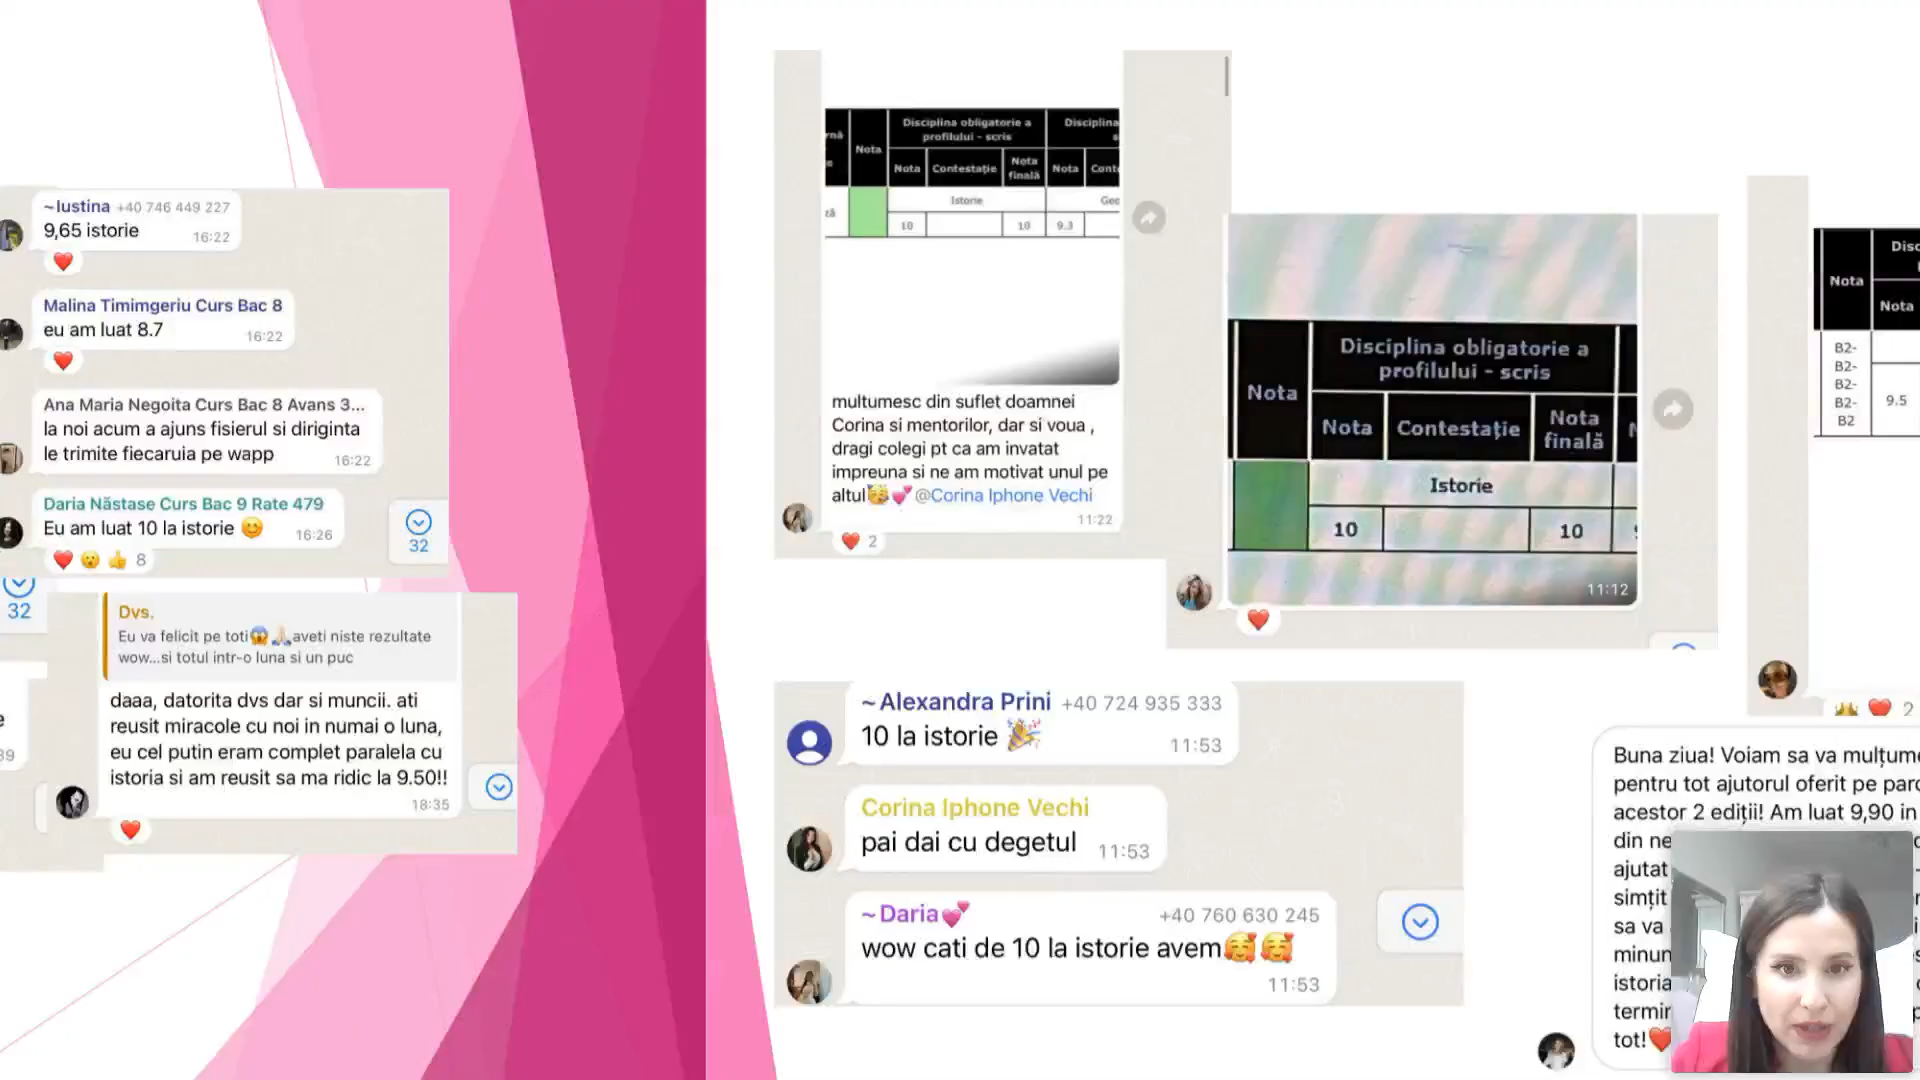 ~Iustina +40 746 449 227
9,65 istorie
16:22
Malina Timimgeriu Curs Bac 8
eu am luat 8.7
16:22
Ana Maria Negoita Curs Bac 8 Avans 3...
la noi acum a ajuns fisierul si diriginta
le trimite fiecaruia pe wapp
16:22
Daria Năstase Curs Bac 9 Rate 479
Eu am luat 10 la istorie 😊
16:26
8
32
32
Dvs.
Eu va felicit pe toti😱🙏🏻aveti niste rezultate
wow...si totul intr-o luna si un puc
daaa, datorita dvs dar si muncii. ati
reusit miracole cu noi in numai o luna,
eu cel putin eram complet paralela cu
istoria si am reusit sa ma ridic la 9.50!!
18:35
Nota
Disciplina obligatorie a
profilului - scris
Disciplina
Nota
Contestație
Nota
finală
Nota
Istorie
10
10
9.3
multumesc din suflet doamnei
Corina si mentorilor, dar si voua ,
dragi colegi pt ca am invatat
impreuna si ne am motivat unul pe
altul🥳💕@Corina Iphone Vechi
11:22
2
Nota
Disciplina obligatorie a
profilului - scris
Nota
Contestație
Nota
finală
Istorie
10
10
11:12
Nota
Nota
B2-
B2-
B2-
B2-
B2
9.5
2
~Alexandra Prini +40 724 935 333
10 la istorie 🎉
11:53
Corina Iphone Vechi
pai dai cu degetul
11:53
~Daria💕 +40 760 630 245
wow cati de 10 la istorie avem🥰🥰
11:53
Buna ziua! Voiam sa va mulțume
pentru tot ajutorul oferit pe parc
acestor 2 ediții! Am luat 9,90 in
din ne
ajutat
simțit
sa va
minun
istoria
termin
tot!❤️